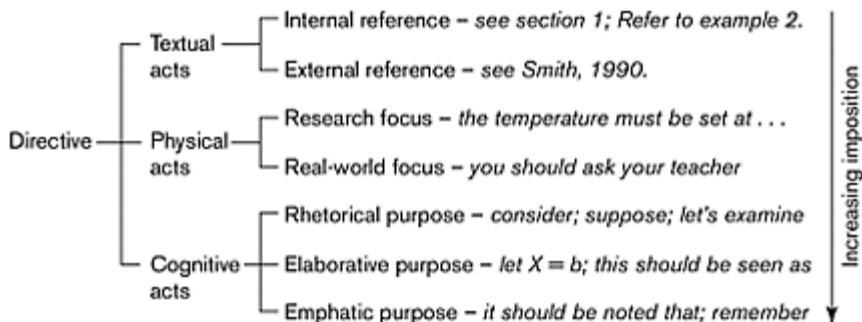 Internal reference – see section 1; Refer to example 2.
Textual acts
External reference – see Smith, 1990.
Research focus – the temperature must be set at . . .
Directive
Physical acts
Real-world focus – you should ask your teacher
Rhetorical purpose – consider; suppose; let's examine
Cognitive acts
Elaborative purpose – let X = b; this should be seen as
Emphatic purpose – it should be noted that; remember
Increasing imposition